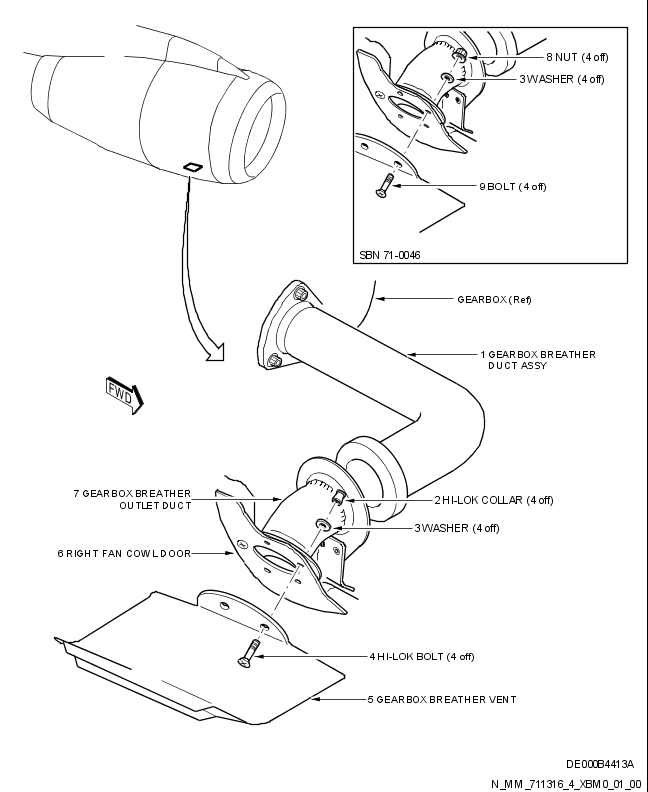 8 NUT (4 off)
3 WASHER (4 off)
9 BOLT (4 off)
SBN 71-0046
GEARBOX (Ref)
1 GEARBOX BREATHER
DUCT ASSY
FWD
7 GEARBOX BREATHER
OUTLET DUCT
2 HI-LOK COLLAR (4 off)
3 WASHER (4 off)
6 RIGHT FAN COWL DOOR
4 HI-LOK BOLT (4 off)
5 GEARBOX BREATHER VENT
DE000B4413A
N_MM_711316_4_XBM0_01_00